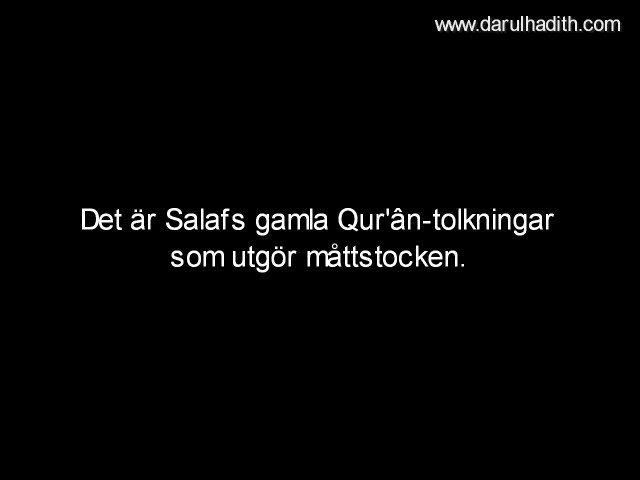 www.darulhadith.com
Det är Salafs gamla Qur'ân-tolkningar
som utgör måttstocken.